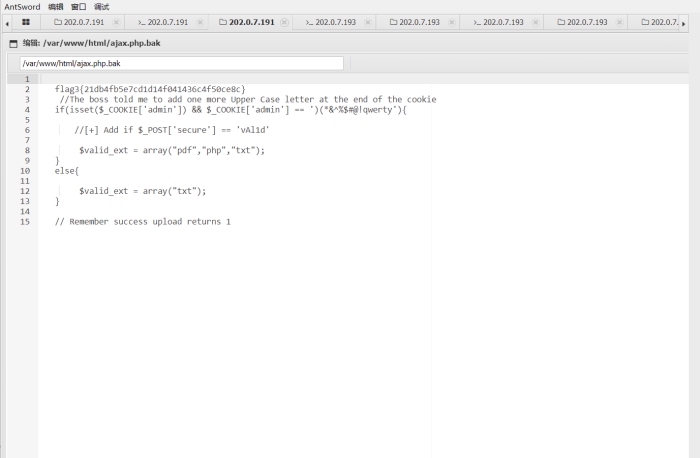 AntSword 编辑 窗口 调试
202.0.7.191 202.0.7.191 202.0.7.191 202.0.7.193 202.0.7.193 202.0.7.193 202.0.7.193 202.0.7.
编辑: /var/www/html/ajax.php.bak
/var/www/html/ajax.php.bak
1
2 flag3{21db4fb5e7cd1d14f041436c4f50ce8c}
3 //The boss told me to add one more Upper Case letter at the end of the cookie
4 if(isset($_COOKIE['admin']) && $_COOKIE['admin'] == ')(*&^%$#@!qwerty'){
5
6 //[+] Add if $_POST['secure'] == 'vAl1d'
7
8 $valid_ext = array("pdf","php","txt");
9 }
10 else{
11
12 $valid_ext = array("txt");
13 }
14
15 // Remember success upload returns 1